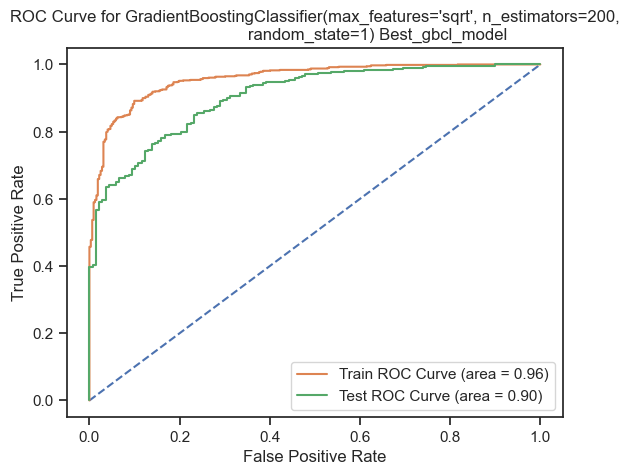 ROC Curve for GradientBoostingClassifier(max_features='sqrt', n_estimators=200,
random_state=1) Best_gbcl_model
True Positive Rate
1.0
0.8
0.6
0.4
0.2
0.0
Train ROC Curve (area = 0.96)
Test ROC Curve (area = 0.90)
0.0 0.2 0.4 0.6 0.8 1.0
False Positive Rate